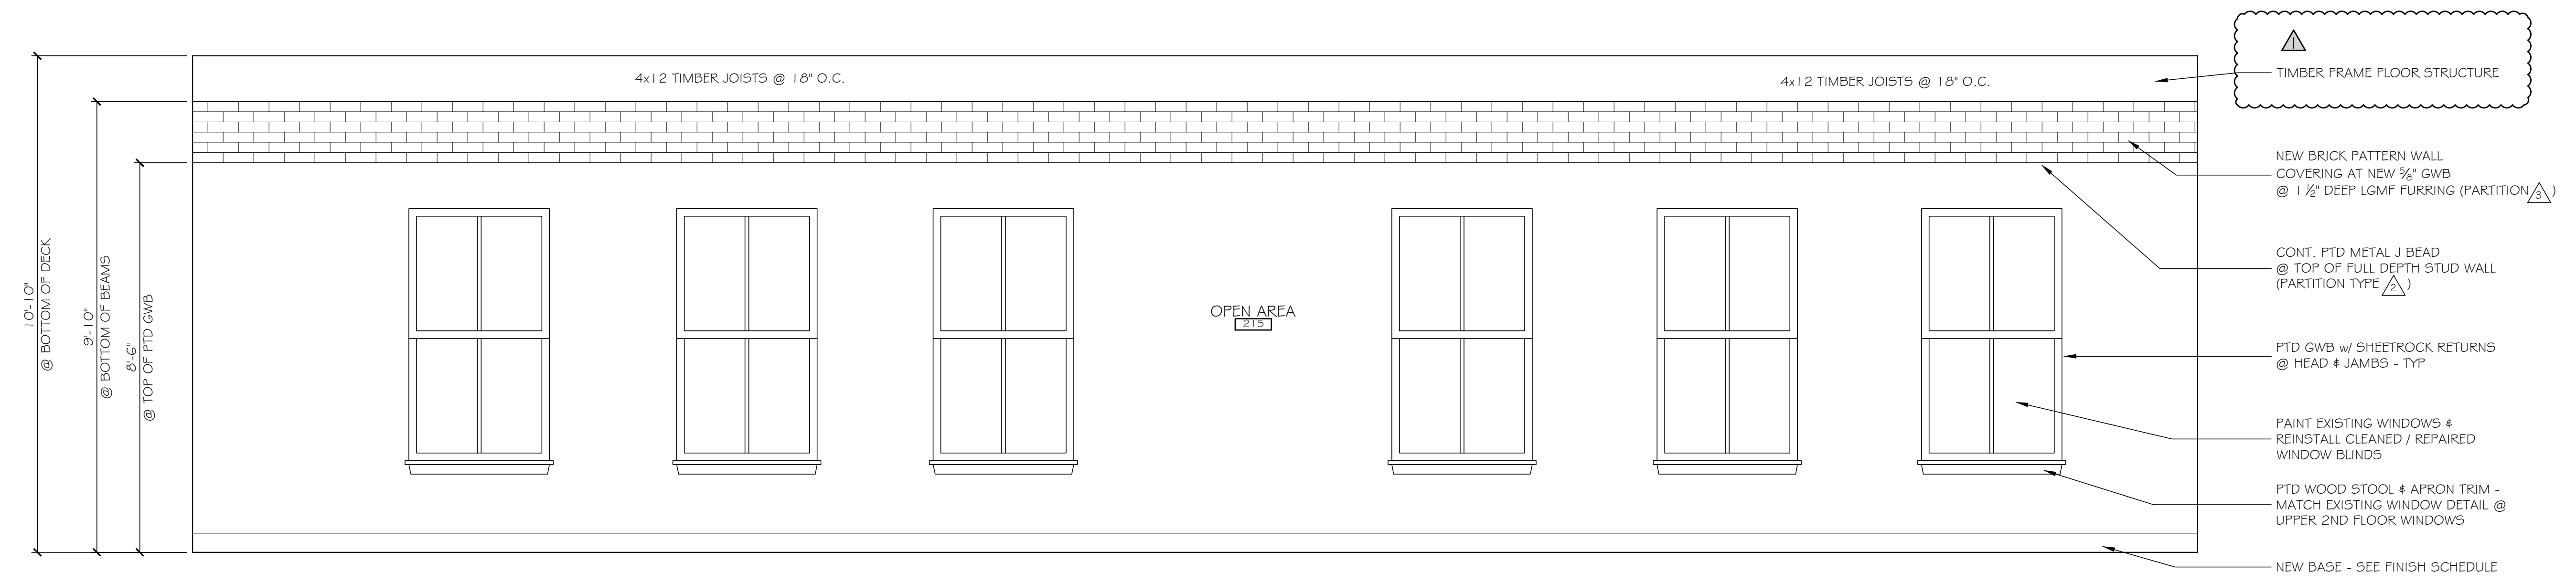 4x12 TIMBER JOISTS @ 18" O.C.
4x12 TIMBER JOISTS @ 18" O.C.
1
TIMBER FRAME FLOOR STRUCTURE
NEW BRICK PATTERN WALL
COVERING AT NEW ⅝" GWB
@ 1 ½" DEEP LGMF FURRING (PARTITION 3 )
CONT. PTD METAL J BEAD
@ TOP OF FULL DEPTH STUD WALL
(PARTITION TYPE 2 )
10'-10"
@ BOTTOM OF DECK
9'-10"
@ BOTTOM OF BEAMS
8'-6"
@ TOP OF PTD GWB
OPEN AREA
215
PTD GWB w/ SHEETROCK RETURNS
@ HEAD & JAMBS - TYP
PAINT EXISTING WINDOWS &
REINSTALL CLEANED / REPAIRED
WINDOW BLINDS
PTD WOOD STOOL & APRON TRIM -
MATCH EXISTING WINDOW DETAIL @
UPPER 2ND FLOOR WINDOWS
NEW BASE - SEE FINISH SCHEDULE